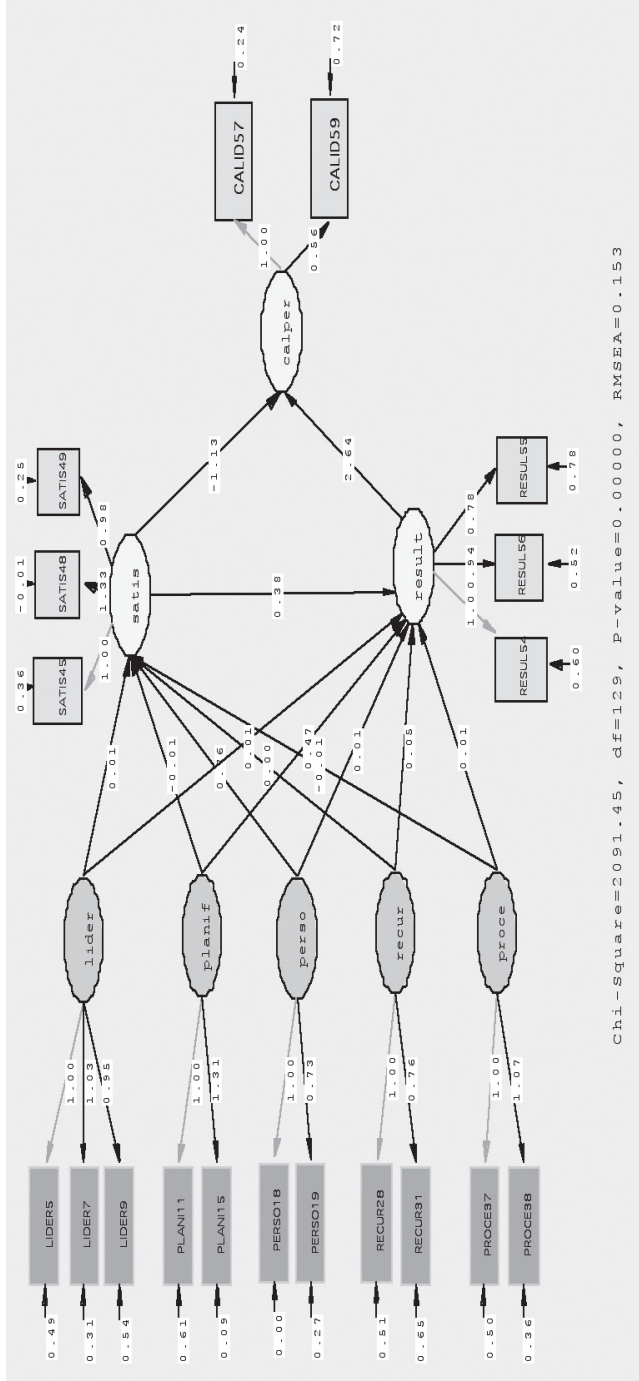 0.49
LIDER5
0.31
LIDER7
0.54
LIDER9
0.61
PLANI11
0.09
PLANI15
0.00
PERSO18
0.27
PERSO19
0.51
RECUR28
0.65
RECUR31
0.50
PROCE37
0.36
PROCE38
1.00
1.03
0.95
1.00
1.31
1.00
0.73
1.00
0.76
1.00
1.07
lider
planif
perso
recur
proce
0.01
-0.01
0.01
0.00
0.47
-0.01
0.01
0.05
0.01
0.36
SATIS45
-0.01
SATIS48
0.25
SATIS49
1.00
1.33
0.98
satis
0.38
result
1.00
0.94
0.78
RESUL54
0.60
RESUL56
0.52
RESUL55
0.78
-1.13
2.64
calper
1.00
0.56
CALID57
0.24
CALID59
0.72
Chi-Square=2091.45, df=129, P-value=0.00000, RMSEA=0.153